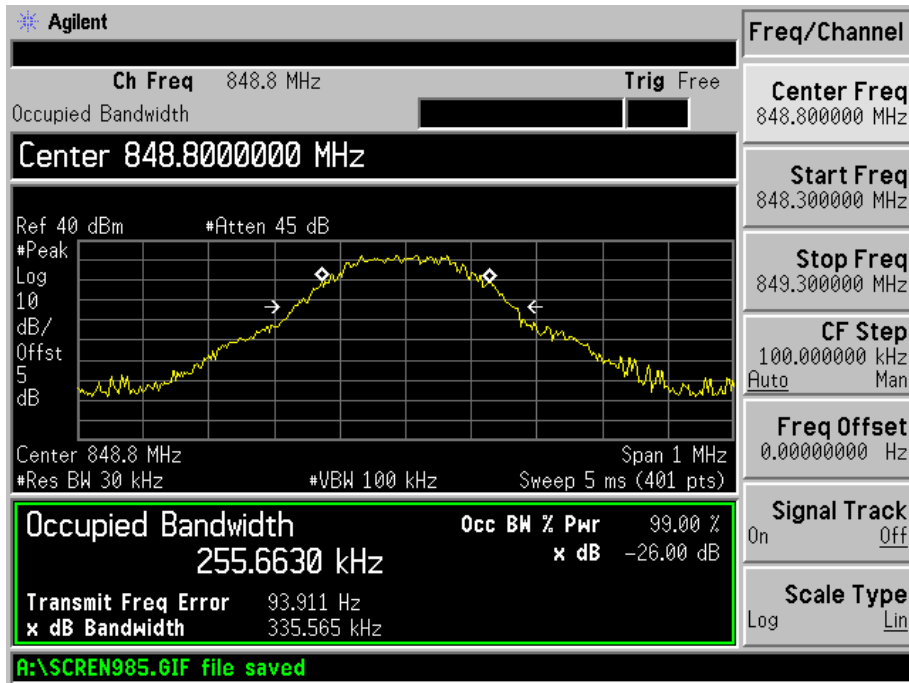 Agilent
Freq/Channel
Ch Freq 848.8 MHz Trig Free
Occupied Bandwidth
Center 848.8000000 MHz
Ref 40 dBm #Atten 45 dB
#Peak
Log
10
dB/
Offst
5
dB
Center 848.8 MHz Span 1 MHz
#Res BW 30 kHz #VBW 100 kHz Sweep 5 ms (401 pts)
Occupied Bandwidth Occ BW % Pwr 99.00 %
255.6630 kHz x dB -26.00 dB
Transmit Freq Error 93.911 Hz
x dB Bandwidth 335.565 kHz
A:\SCREN985.GIF file saved
Center Freq
848.800000 MHz
Start Freq
848.300000 MHz
Stop Freq
849.300000 MHz
CF Step
100.000000 kHz
Auto Man
Freq Offset
0.00000000 Hz
Signal Track
On Off
Scale Type
Log Lin